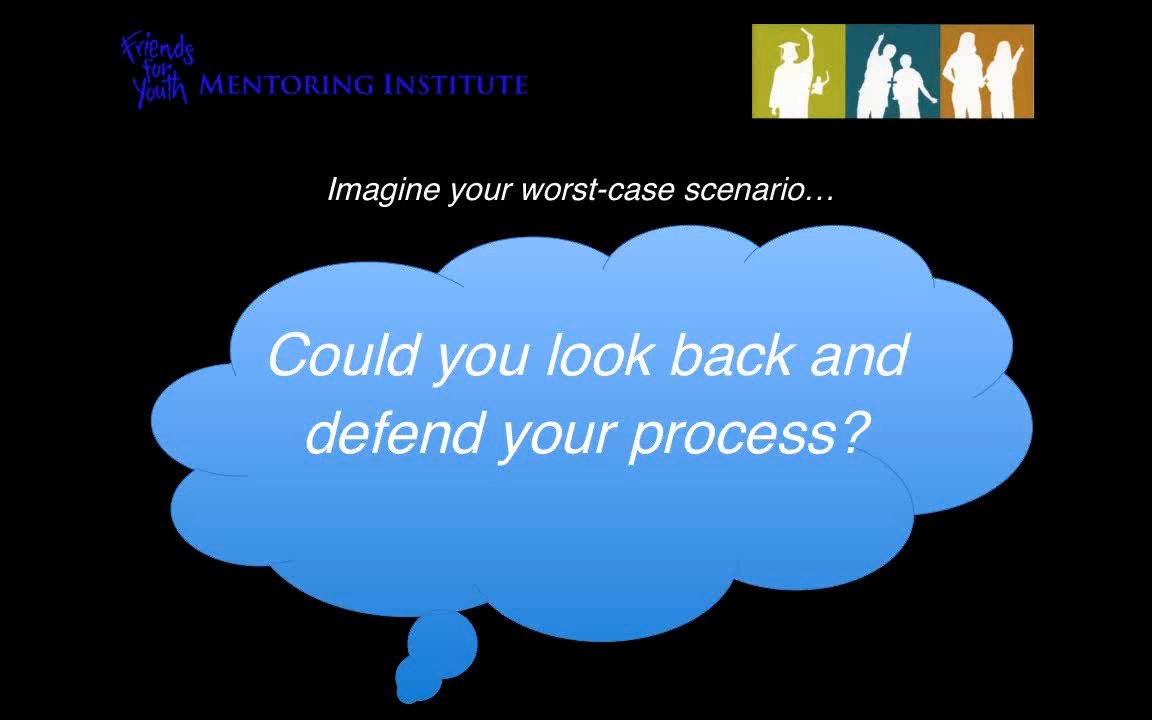 Friends
for
Youth
MENTORING INSTITUTE
Imagine your worst-case scenario…
Could you look back and
defend your process?